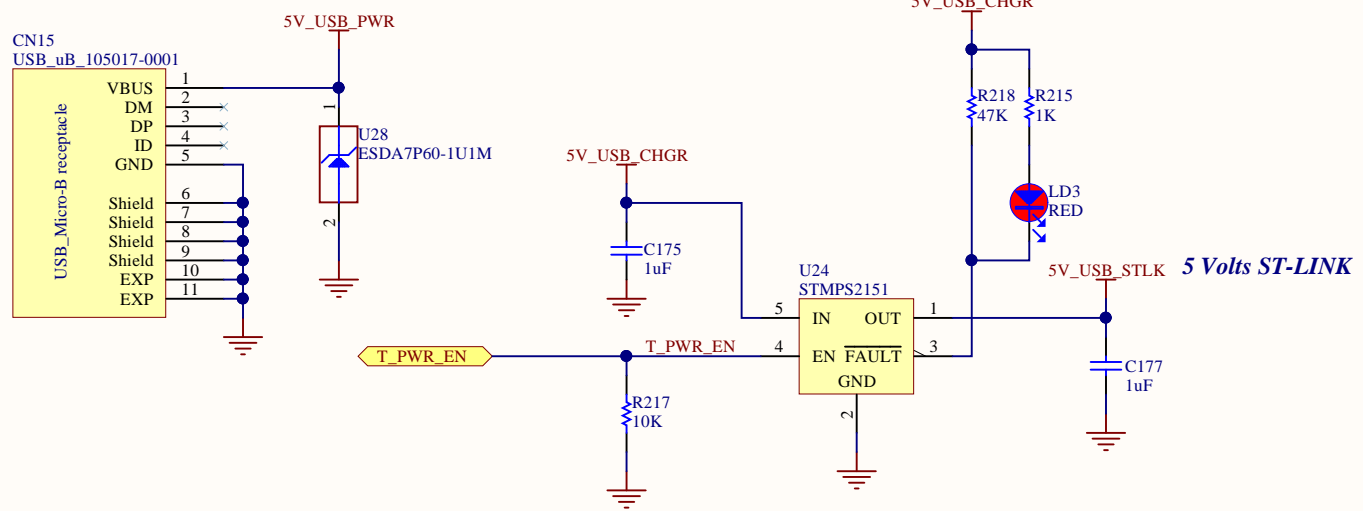 5V_USB_PWR
CN15
USB_uB_105017-0001
USB_Micro-B receptacle
VBUS 1
DM 2
DP 3
ID 4
GND 5
Shield 6
Shield 7
Shield 8
Shield 9
EXP 10
EXP 11
1
U28
ESDA7P60-1U1M
2
5V_USB_CHGR
C175
1uF
T_PWR_EN
T_PWR_EN
R217
10K
5V_USB_CHGR
R218
47K
R215
1K
LD3
RED
U24
STMPS2151
5 IN OUT 1
4 EN FAULT 3
GND
2
5V_USB_STLK
5 Volts ST-LINK
C177
1uF